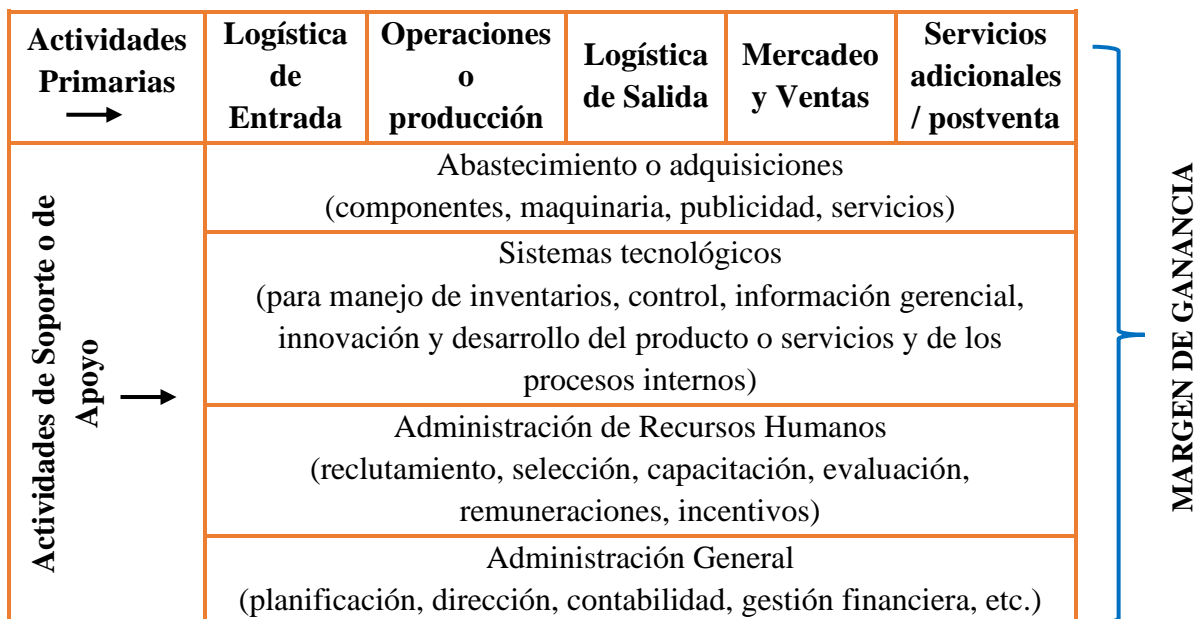 Actividades
Primarias
Logística
de
Entrada
Operaciones
o
producción
Logística
de Salida
Mercadeo
y Ventas
Servicios
adicionales
/ postventa
Actividades de Soporte o de
Apoyo
Abastecimiento o adquisiciones
(componentes, maquinaria, publicidad, servicios)
Sistemas tecnológicos
(para manejo de inventarios, control, información gerencial,
innovación y desarrollo del producto o servicios y de los
procesos internos)
Administración de Recursos Humanos
(reclutamiento, selección, capacitación, evaluación,
remuneraciones, incentivos)
Administración General
(planificación, dirección, contabilidad, gestión financiera, etc.)
MARGEN DE GANANCIA